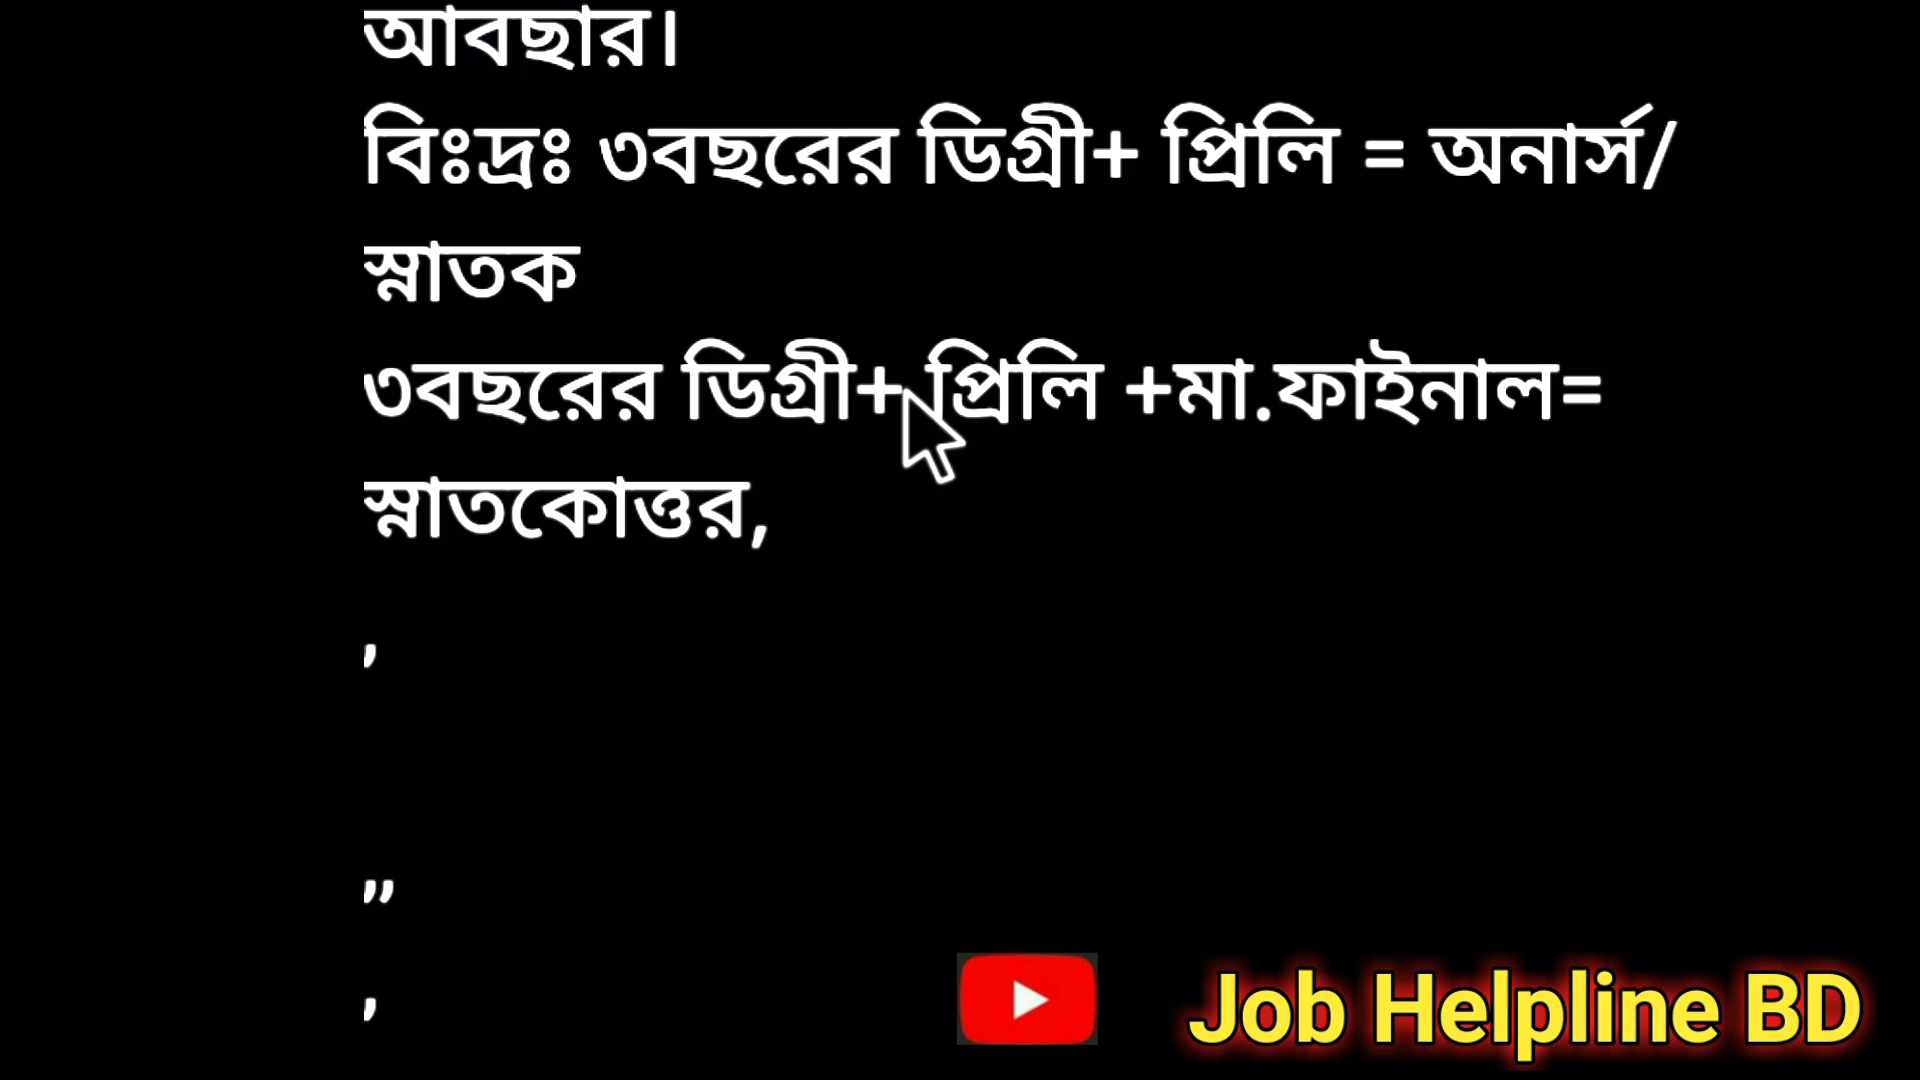 আবছার।
বিঃদ্রঃ ৩বছরের ডিগ্রী+ প্রিলি = অনার্স/
স্নাতক
৩বছরের ডিগ্রী+ প্রিলি +মা.ফাইনাল=
স্নাতকোত্তর,
,
,,
,
Job Helpline BD